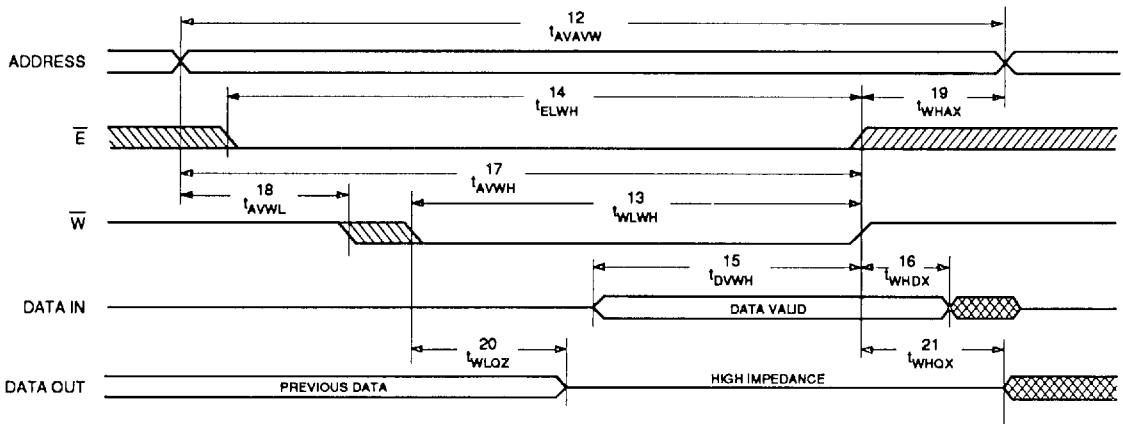 12
tAVAVW
ADDRESS
14
tELWH
19
tWHAX
E
17
tAVWH
18
tAVWL
13
tWLWH
W
15
tDVWH
16
tWHDX
DATA IN
DATA VALID
20
tWLQZ
21
tWHQX
DATA OUT
PREVIOUS DATA
HIGH IMPEDANCE